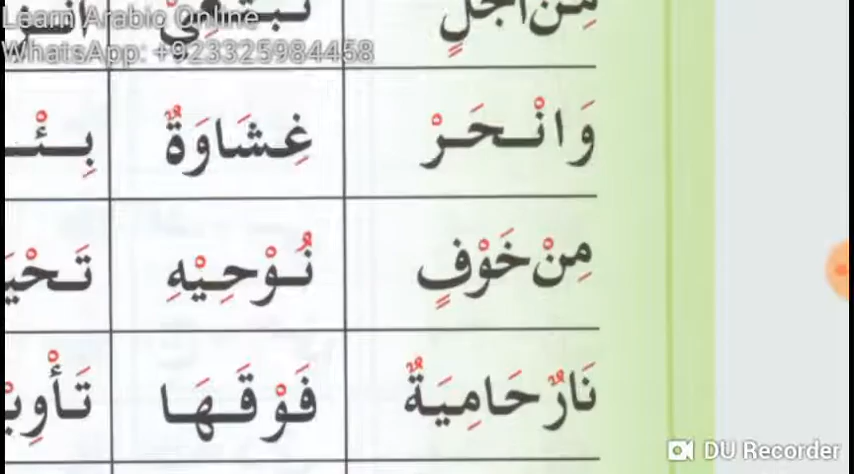 Learn Arabic Online
WhatsApp: +923325984458
مِنْ اَجْلٍ
وَانْحَرْ غِشَاوَةٌ
مِنْ خَوْفٍ نُوْحِيْهِ
نَارٌ حَامِيَةٌ فَوْقَهَا
DU Recorder